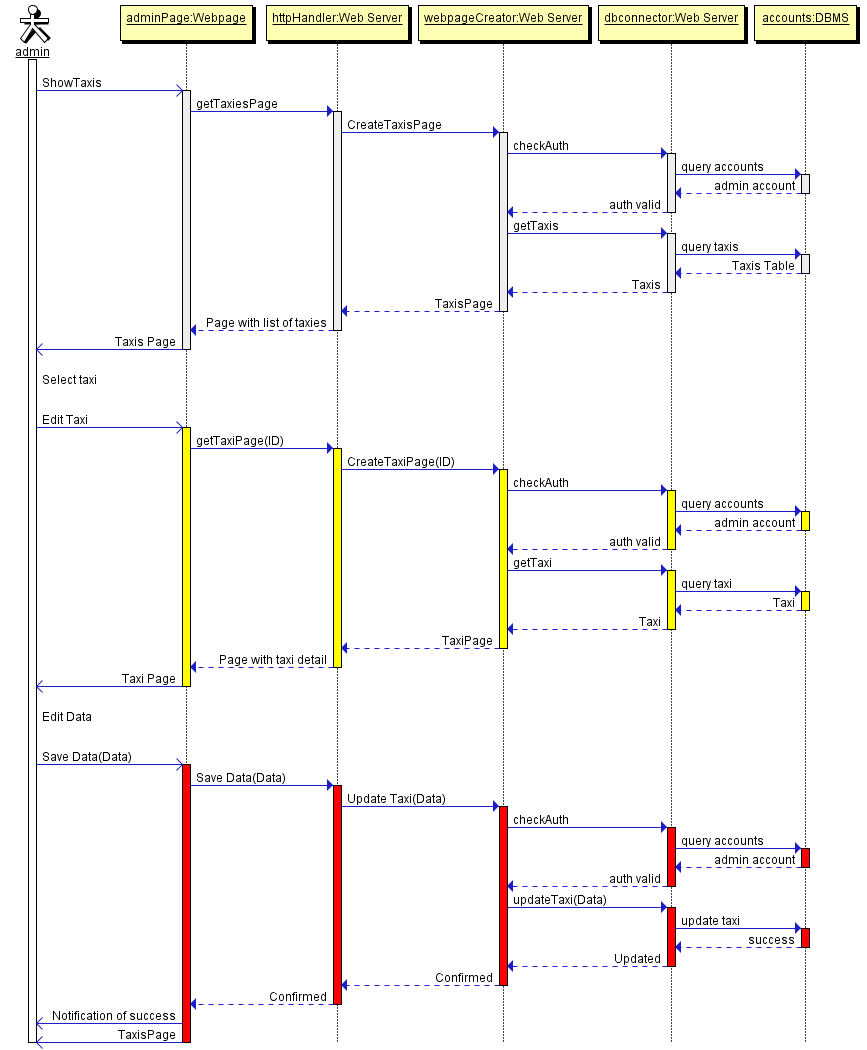 adminPage:Webpage
httpHandler:Web Server
webpageCreator:Web Server
dbconnector:Web Server
accounts:DBMS
admin
ShowTaxis
getTaxiesPage
CreateTaxisPage
checkAuth
query accounts
admin account
auth valid
getTaxis
query taxis
Taxis Table
Taxis
TaxisPage
Page with list of taxies
Taxis Page
Select taxi
Edit Taxi
getTaxiPage(ID)
CreateTaxiPage(ID)
checkAuth
query accounts
admin account
auth valid
getTaxi
query taxi
Taxi
Taxi
TaxiPage
Page with taxi detail
Taxi Page
Edit Data
Save Data(Data)
Save Data(Data)
Update Taxi(Data)
checkAuth
query accounts
admin account
auth valid
updateTaxi(Data)
update taxi
success
Updated
Confirmed
Confirmed
Notification of success
TaxisPage